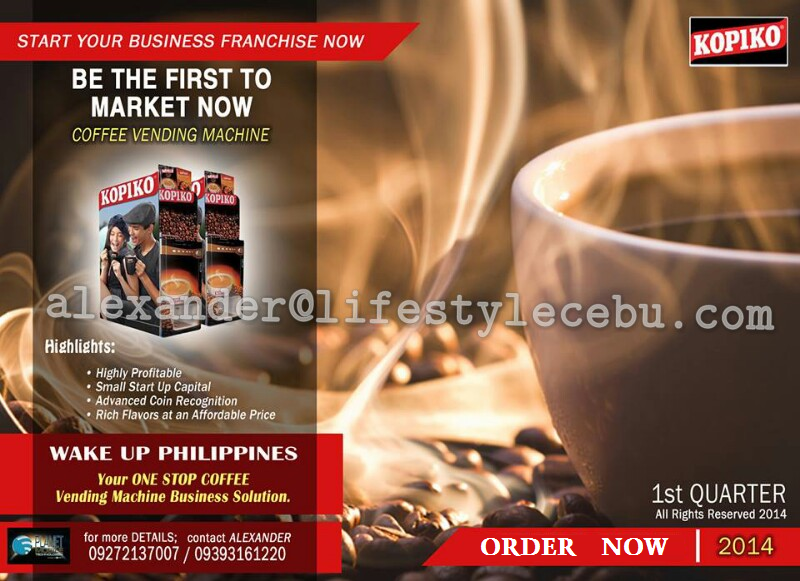 START YOUR BUSINESS FRANCHISE NOW
KOPIKO
BE THE FIRST TO
MARKET NOW
COFFEE VENDING MACHINE
KOPIKO
KOPIKO
alexander@lifestylecebu.com
Highlights:
• Highly Profitable
• Small Start Up Capital
• Advanced Coin Recognition
• Rich Flavors at an Affordable Price
WAKE UP PHILIPPINES
Your ONE STOP COFFEE
Vending Machine Business Solution.
1st QUARTER
All Rights Reserved 2014
PLANET
for more DETAILS; contact ALEXANDER
09272137007 / 09393161220
ORDER NOW | 2014